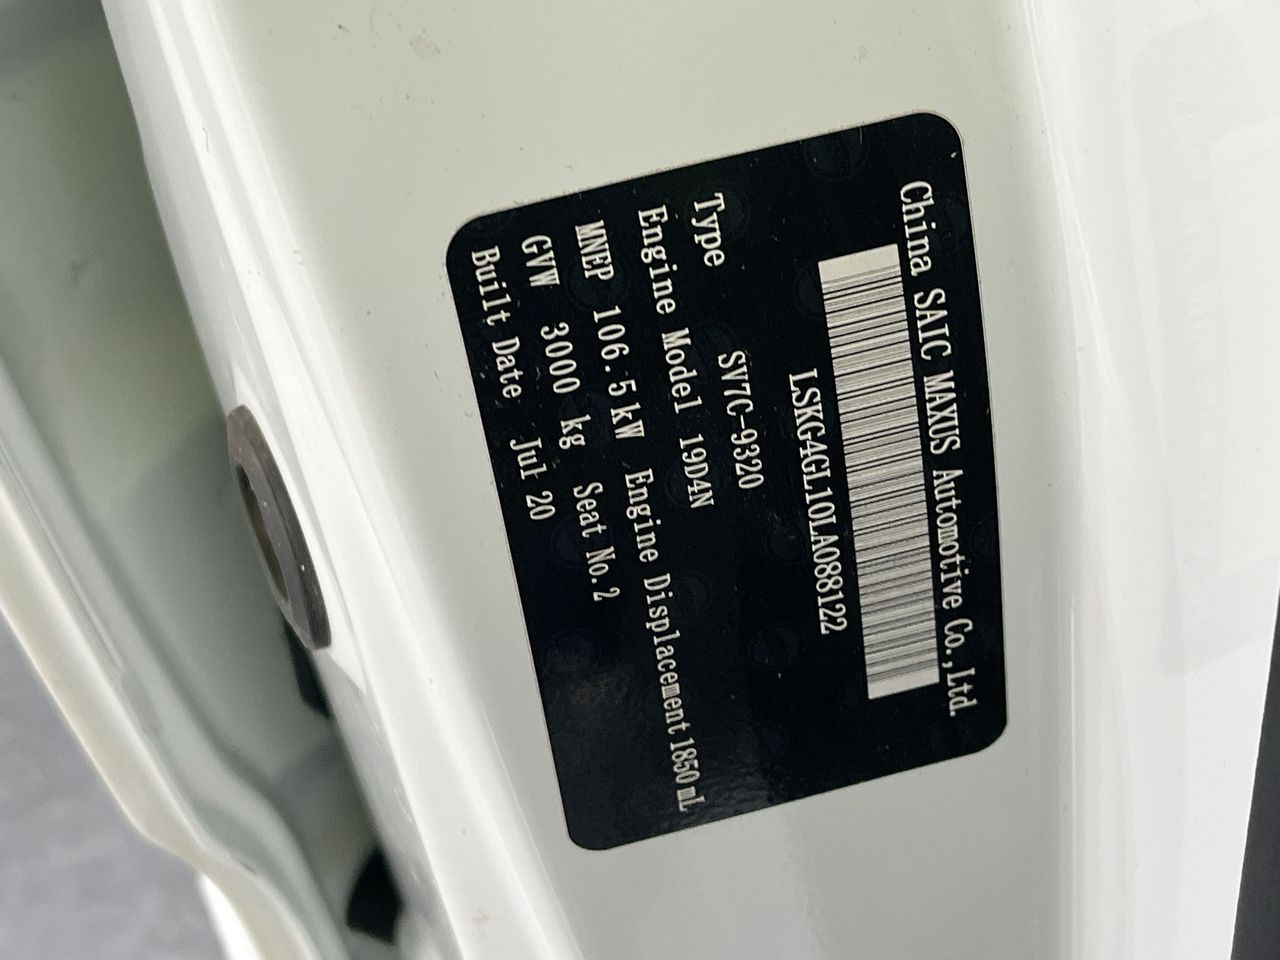 China SAIC MAXUS Automotive Co.,Ltd.
LSKG4GL10LA088122
Type SV7C-9320
Engine Model 19D4N
MNEP 106.5kW Engine Displacement 1850mL
GVW 3000 kg Seat No.2
Built Date Jul 20